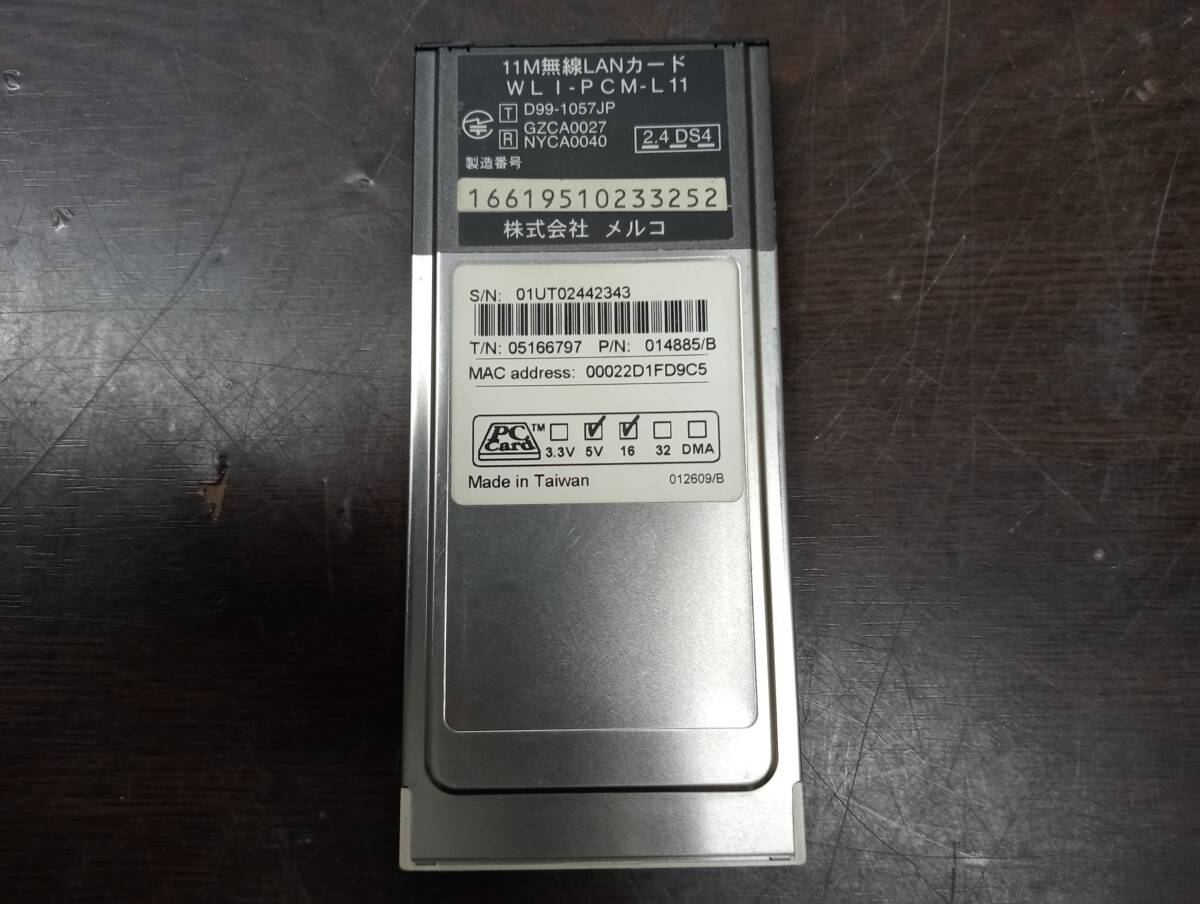 11M無線LANカード
WLI-PCM-L11
T D99-1057JP
R GZCA0027
NYCA0040
2.4 DS4
製造番号
16619510233252
株式会社 メルコ
S/N: 01UT02442343
T/N: 05166797 P/N: 014885/B
MAC address: 00022D1FD9C5
PC Card TM 3.3V 5V 16 32 DMA
Made in Taiwan 012609/B